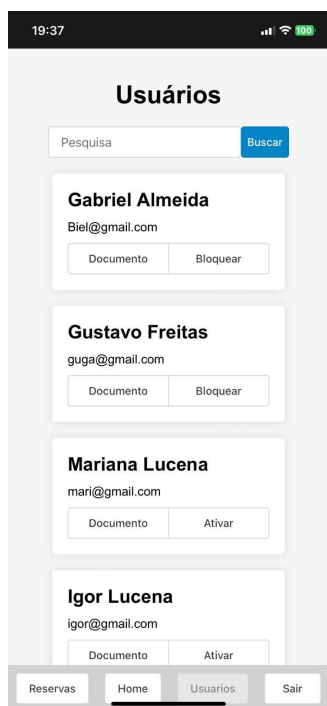 19:37
100
Usuários
Pesquisa Buscar
Gabriel Almeida
Biel@gmail.com
Documento Bloquear
Gustavo Freitas
guga@gmail.com
Documento Bloquear
Mariana Lucena
mari@gmail.com
Documento Ativar
Igor Lucena
igor@gmail.com
Documento Ativar
Reservas Home Usuarios Sair